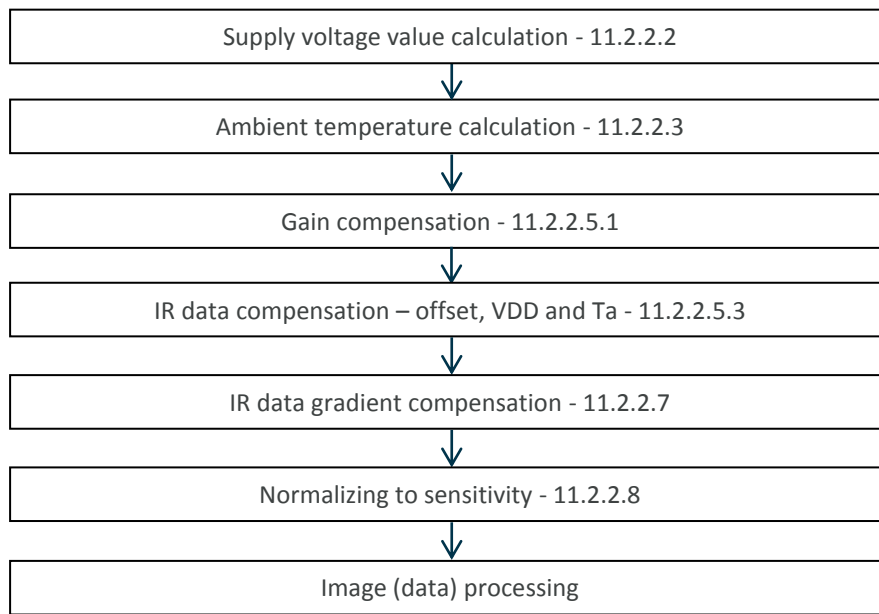 Supply voltage value calculation - 11.2.2.2
Ambient temperature calculation - 11.2.2.3
Gain compensation - 11.2.2.5.1
IR data compensation – offset, VDD and Ta - 11.2.2.5.3
IR data gradient compensation - 11.2.2.7
Normalizing to sensitivity - 11.2.2.8
Image (data) processing